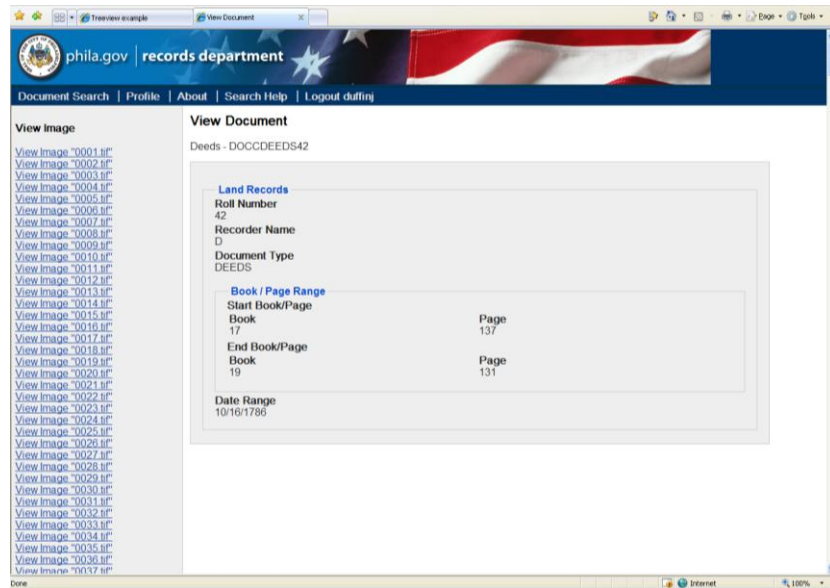 Treeview example
View Document
Page
Tools
phila.gov | records department
Document Search | Profile | About | Search Help | Logout duffinj
View Image
View Image "0001.tif"
View Image "0002.tif"
View Image "0003.tif"
View Image "0004.tif"
View Image "0005.tif"
View Image "0006.tif"
View Image "0007.tif"
View Image "0008.tif"
View Image "0009.tif"
View Image "0010.tif"
View Image "0011.tif"
View Image "0012.tif"
View Image "0013.tif"
View Image "0014.tif"
View Image "0015.tif"
View Image "0016.tif"
View Image "0017.tif"
View Image "0018.tif"
View Image "0019.tif"
View Image "0020.tif"
View Image "0021.tif"
View Image "0022.tif"
View Image "0023.tif"
View Image "0024.tif"
View Image "0025.tif"
View Image "0026.tif"
View Image "0027.tif"
View Image "0028.tif"
View Image "0029.tif"
View Image "0030.tif"
View Image "0031.tif"
View Image "0032.tif"
View Image "0033.tif"
View Image "0034.tif"
View Image "0035.tif"
View Image "0036.tif"
View Image "0037.tif"
View Document
Deeds - DOCCDEEDS42
Land Records
Roll Number
42
Recorder Name
D
Document Type
DEEDS
Book / Page Range
Start Book/Page
Book Page
17 137
End Book/Page
Book Page
19 131
Date Range
10/16/1786
Done
Internet
100%